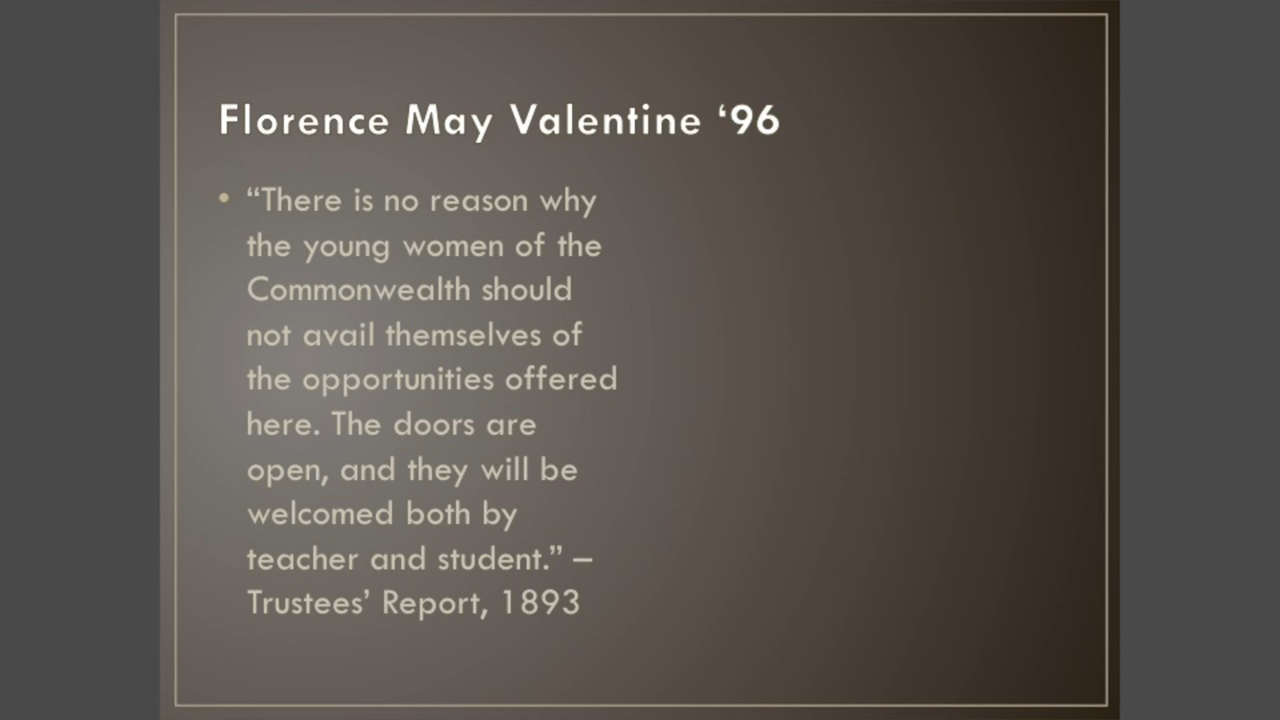 Florence May Valentine ‘96
• “There is no reason why
the young women of the
Commonwealth should
not avail themselves of
the opportunities offered
here. The doors are
open, and they will be
welcomed both by
teacher and student.” –
Trustees’ Report, 1893